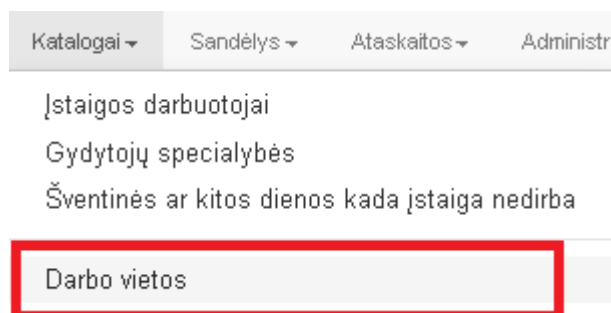 Katalogai Sandėlys Ataskaitos Administr
Įstaigos darbuotojai
Gydytojų specialybės
Šventinės ar kitos dienos kada įstaiga nedirba
Darbo vietos